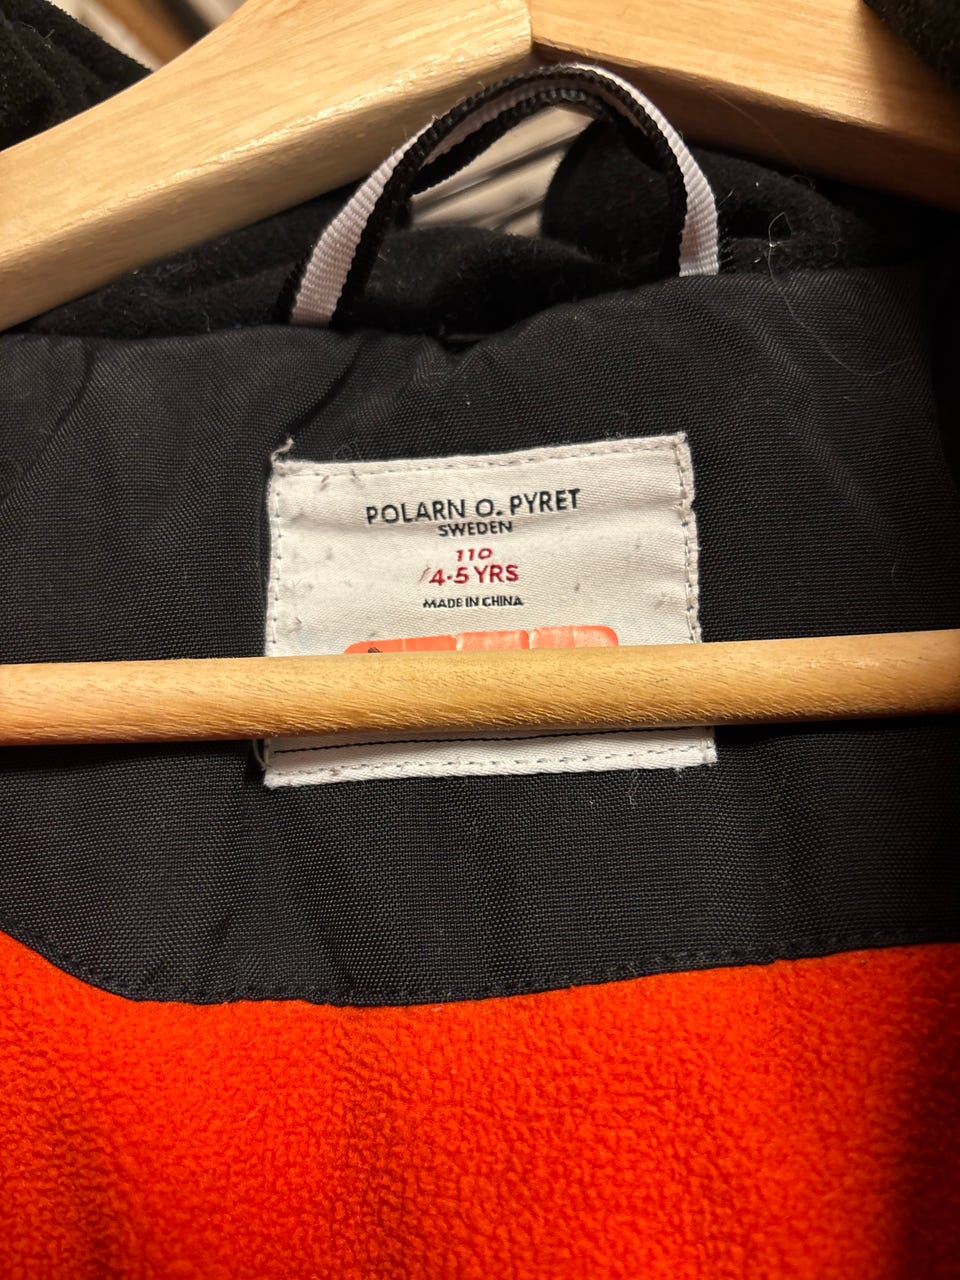 POLARN O. PYRET
SWEDEN
110
4-5 YRS
MADE IN CHINA